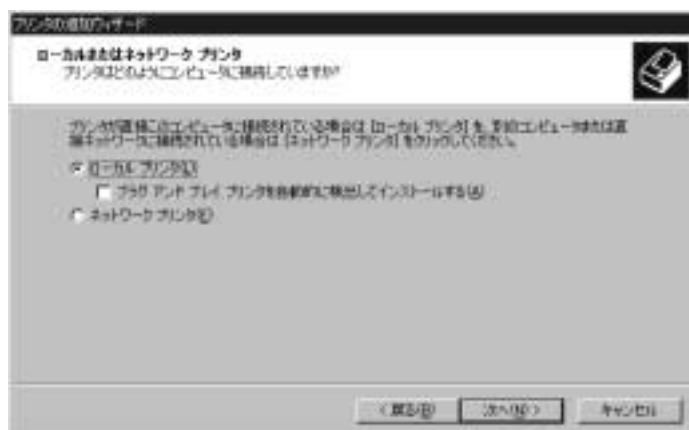 プリンタの追加ウィザード
ローカルまたはネットワーク プリンタ
プリンタはどのようにコンピュータに接続していますか?
プリンタが直接このコンピュータに接続されている場合は [ローカル プリンタ] を、別のコンピュータまたは直
接ネットワークに接続されている場合は [ネットワーク プリンタ] をクリックしてください。
ローカル プリンタ(L)
プラグ アンド プレイ プリンタを自動的に検出してインストールする(A)
ネットワーク プリンタ(E)
< 戻る(B)
次へ(N) >
キャンセル